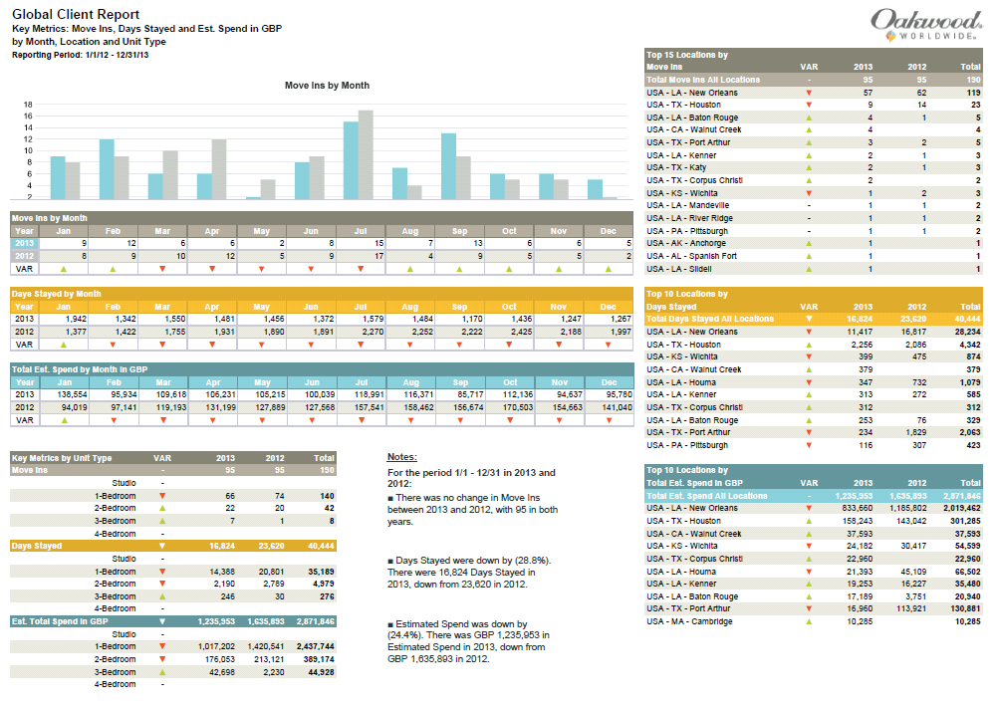 Global Client Report
Key Metrics: Move Ins, Days Stayed and Est. Spend in GBP
by Month, Location and Unit Type
Reporting Period: 1/1/12 - 12/31/13
Oakwood
WORLDWIDE
Move Ins by Month
18
16
14
12
10
8
6
4
2
Move Ins by Month
Year Jan Feb Mar Apr May Jun Jul Aug Sep Oct Nov Dec
2013 9 12 6 6 2 8 15 7 13 6 6 5
2012 8 9 10 12 5 9 17 4 9 5 5 2
VAR ▲ ▲ ▼ ▼ ▼ ▼ ▼ ▲ ▲ ▲ ▲ ▲
Days Stayed by Month
Year Jan Feb Mar Apr May Jun Jul Aug Sep Oct Nov Dec
2013 1,942 1,342 1,550 1,481 1,456 1,372 1,579 1,484 1,170 1,436 1,247 1,267
2012 1,377 1,422 1,755 1,931 1,890 1,891 2,270 2,252 2,222 2,425 2,188 1,997
VAR ▲ ▼ ▼ ▼ ▼ ▼ ▼ ▼ ▼ ▼ ▼ ▼
Total Est. Spend by Month in GBP
Year Jan Feb Mar Apr May Jun Jul Aug Sep Oct Nov Dec
2013 138,554 95,934 109,618 106,231 105,215 100,039 118,991 116,371 85,717 112,136 94,637 95,780
2012 94,019 97,141 119,193 131,199 127,889 127,568 157,541 158,462 156,674 170,503 154,663 141,040
VAR ▲ ▼ ▼ ▼ ▼ ▼ ▼ ▼ ▼ ▼ ▼ ▼
Key Metrics by Unit Type VAR 2013 2012 Total
Move Ins - 95 95 190
Studio -
1-Bedroom ▼ 66 74 140
2-Bedroom ▲ 22 20 42
3-Bedroom ▲ 7 1 8
4-Bedroom -
Days Stayed ▼ 16,824 23,620 40,444
Studio -
1-Bedroom ▼ 14,388 20,801 35,189
2-Bedroom ▼ 2,190 2,789 4,979
3-Bedroom ▲ 246 30 276
4-Bedroom -
Est. Total Spend in GBP ▼ 1,235,953 1,635,893 2,871,846
Studio -
1-Bedroom ▼ 1,017,202 1,420,541 2,437,744
2-Bedroom ▼ 176,053 213,121 389,174
3-Bedroom ▲ 42,698 2,230 44,928
4-Bedroom -
Notes:
For the period 1/1 - 12/31 in 2013 and
2012:
■ There was no change in Move Ins
between 2013 and 2012, with 95 in both
years.
■ Days Stayed were down by (28.8%).
There were 16,824 Days Stayed in
2013, down from 23,620 in 2012.
■ Estimated Spend was down by
(24.4%). There was GBP 1,235,953 in
Estimated Spend in 2013, down from
GBP 1,635,893 in 2012.
Top 15 Locations by
Move Ins VAR 2013 2012 Total
Total Move Ins All Locations - 95 95 190
USA - LA - New Orleans ▼ 57 62 119
USA - TX - Houston ▼ 9 14 23
USA - LA - Baton Rouge ▲ 4 1 5
USA - CA - Walnut Creek ▲ 4 4
USA - TX - Port Arthur ▲ 3 2 5
USA - LA - Kenner ▲ 2 1 3
USA - TX - Katy ▲ 2 1 3
USA - TX - Corpus Christi ▲ 2 2
USA - KS - Wichita ▼ 1 2 3
USA - LA - Mandeville - 1 1 2
USA - LA - River Ridge - 1 1 2
USA - PA - Pittsburgh - 1 1 2
USA - AK - Anchorge ▲ 1 1
USA - AL - Spanish Fort ▲ 1 1
USA - LA - Slidell ▲ 1 1
Top 10 Locations by
Days Stayed VAR 2013 2012 Total
Total Days Stayed All Locations ▼ 16,824 23,620 40,444
USA - LA - New Orleans ▼ 11,417 16,817 28,234
USA - TX - Houston ▲ 2,256 2,086 4,342
USA - KS - Wichita ▼ 399 475 874
USA - CA - Walnut Creek ▲ 379 379
USA - LA - Houma ▼ 347 732 1,079
USA - LA - Kenner ▲ 313 272 585
USA - TX - Corpus Christi ▲ 312 312
USA - LA - Baton Rouge ▲ 253 76 329
USA - TX - Port Arthur ▼ 234 1,829 2,063
USA - PA - Pittsburgh ▼ 116 307 423
Top 10 Locations by
Total Est. Spend in GBP VAR 2013 2012 Total
Total Est. Spend All Locations - 1,235,953 1,635,893 2,871,846
USA - LA - New Orleans ▼ 833,660 1,185,802 2,019,462
USA - TX - Houston ▲ 158,243 143,042 301,285
USA - CA - Walnut Creek ▲ 37,593 37,593
USA - KS - Wichita ▼ 24,182 30,417 54,599
USA - TX - Corpus Christi ▲ 22,960 22,960
USA - LA - Houma ▼ 21,393 45,109 66,502
USA - LA - Kenner ▲ 19,253 16,227 35,480
USA - LA - Baton Rouge ▲ 17,189 3,751 20,940
USA - TX - Port Arthur ▼ 16,960 113,921 130,881
USA - MA - Cambridge ▲ 10,285 10,285